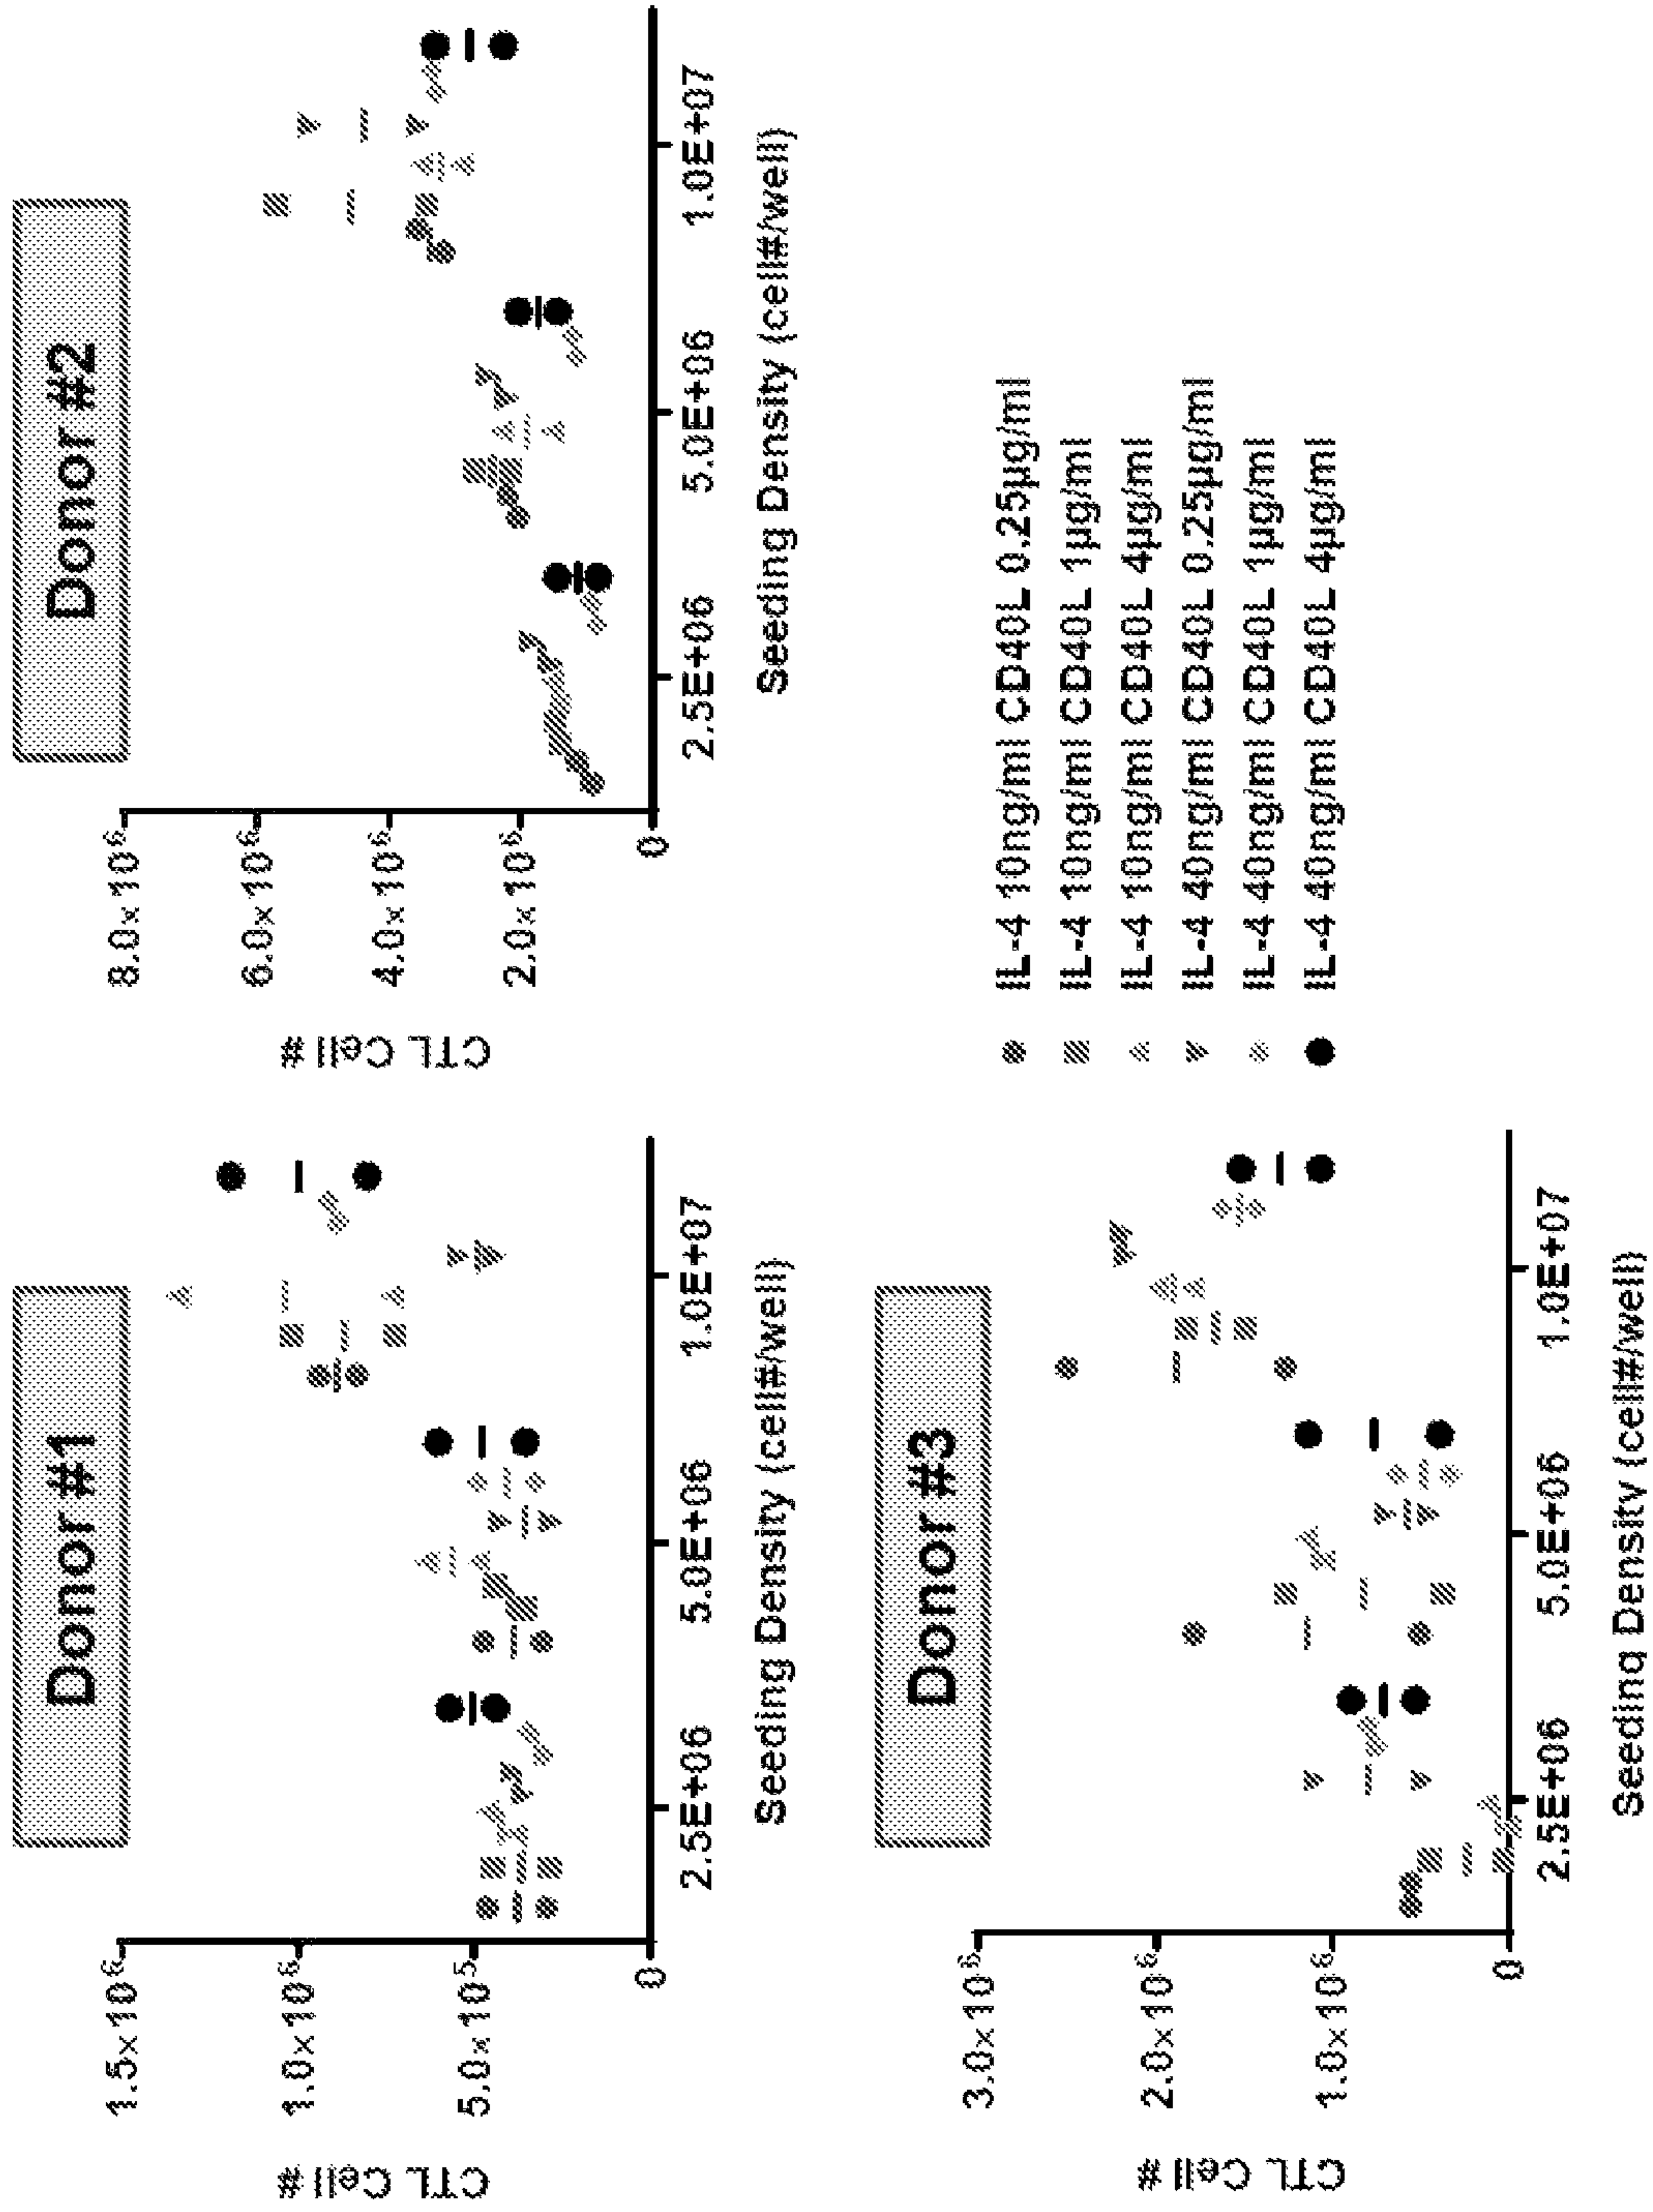 Donor #1
CTL Cell #
1.5×10⁶
1.0×10⁶
5.0×10⁵
0
2.5E+06
5.0E+06
1.0E+07
Seeding Density (cell#/well)
Donor #2
CTL Cell #
8.0×10⁶
6.0×10⁶
4.0×10⁶
2.0×10⁶
0
2.5E+06
5.0E+06
1.0E+07
Seeding Density (cell#/well)
Donor #3
CTL Cell #
3.0×10⁶
2.0×10⁶
1.0×10⁶
0
2.5E+06
5.0E+06
1.0E+07
Seeding Density (cell#/well)
IL-4 10ng/ml CD40L 0.25µg/ml
IL-4 10ng/ml CD40L 1µg/ml
IL-4 10ng/ml CD40L 4µg/ml
IL-4 40ng/ml CD40L 0.25µg/ml
IL-4 40ng/ml CD40L 1µg/ml
IL-4 40ng/ml CD40L 4µg/ml